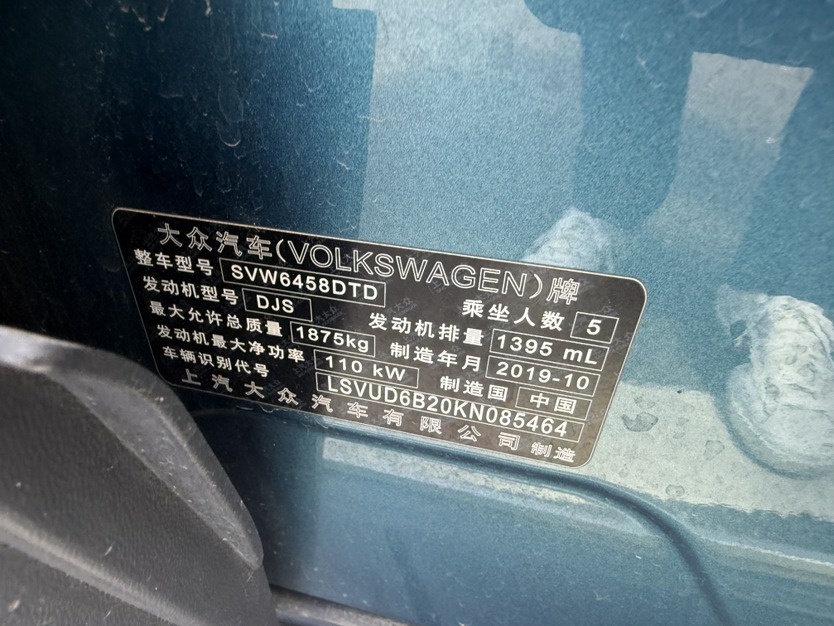 大众汽车(VOLKSWAGEN)牌
整车型号 SVW6458DTD 乘坐人数 5
发动机型号 DJS 发动机排量 1395 mL
最大允许总质量 1875kg 制造年月 2019-10
发动机最大净功率 110 kW 制造国 中国
车辆识别代号 LSVUD6B20KN085464
上汽大众汽车有限公司制造